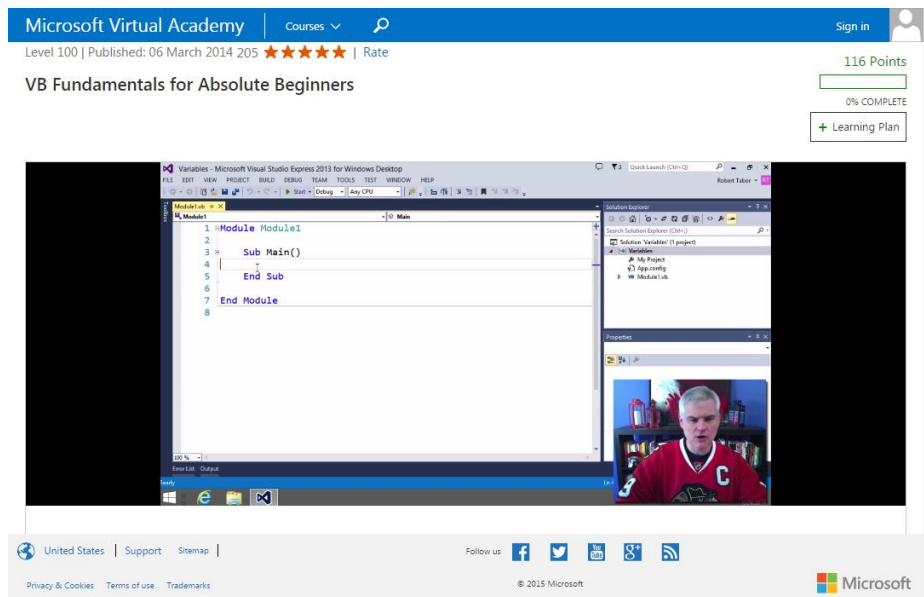 Microsoft Virtual Academy
Courses
Sign in
Level 100 | Published: 06 March 2014 205 | Rate
116 Points
VB Fundamentals for Absolute Beginners
0% COMPLETE
+ Learning Plan
Variables - Microsoft Visual Studio Express 2013 for Windows Desktop
Quick Launch (Ctrl+Q)
FILE EDIT VIEW PROJECT BUILD DEBUG TEAM TOOLS TEST WINDOW HELP
Robert Tabor
Start Debug Any CPU
Toolbox
Module1.vb
Solution Explorer
Module1
Main
Search Solution Explorer (Ctrl+;)
1 Module Module1
2
3 Sub Main()
4
5 End Sub
6
7 End Module
8
Solution 'Variables' (1 project)
Variables
My Project
App.config
Module1.vb
Properties
100 %
Error List Output
Ready
C
United States | Support Sitemap |
Follow us
You Tube
Privacy & Cookies Terms of use Trademarks
© 2015 Microsoft
Microsoft